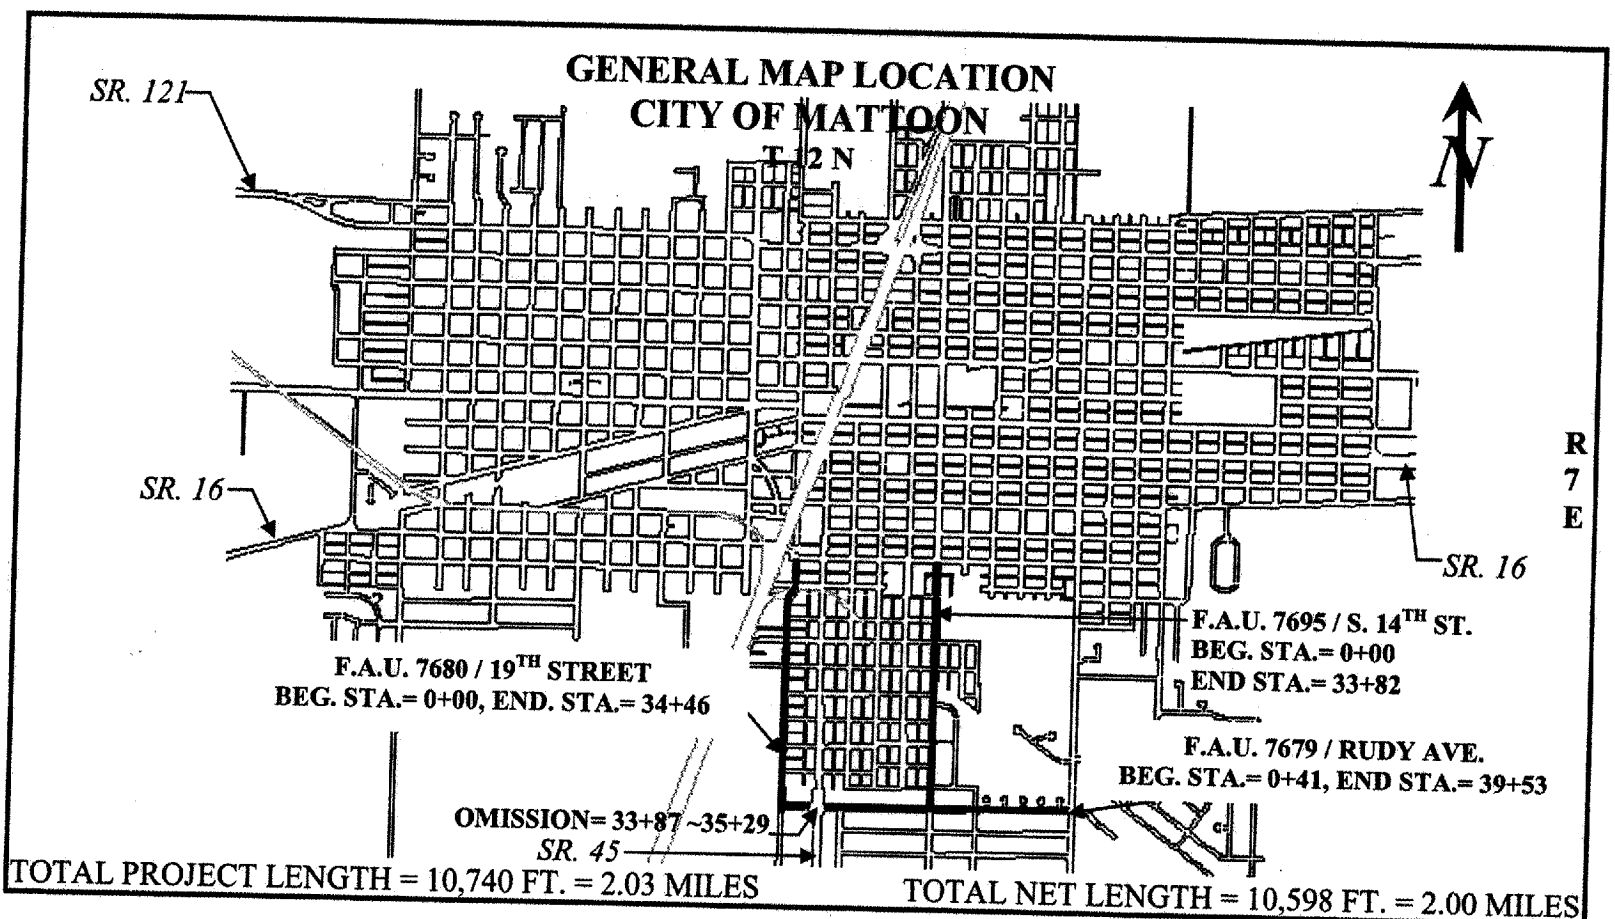 GENERAL MAP LOCATION
CITY OF MATTOON
T 12 N
SR. 121
N
R
7
E
SR. 16
SR. 16
F.A.U. 7695 / S. 14TH ST.
BEG. STA.= 0+00
END STA.= 33+82
F.A.U. 7680 / 19TH STREET
BEG. STA.= 0+00, END. STA.= 34+46
F.A.U. 7679 / RUDY AVE.
BEG. STA.= 0+41, END STA.= 39+53
OMISSION= 33+87 ~35+29
SR. 45
TOTAL PROJECT LENGTH = 10,740 FT. = 2.03 MILES
TOTAL NET LENGTH = 10,598 FT. = 2.00 MILES